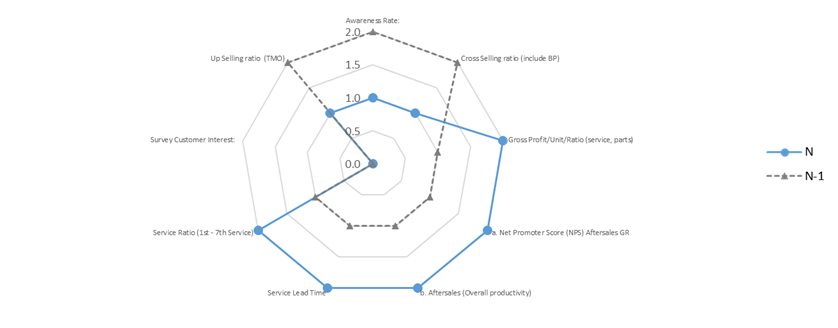 Awareness Rate:
2.0
Up Selling ratio (TMO)
Cross Selling ratio (include BP)
1.5
1.0
0.5
Survey Customer Interest:
Gross Profit/Unit/Ratio (service, parts)
0.0
N
N-1
Service Ratio (1st - 7th Service)
a. Net Promoter Score (NPS) Aftersales GR
Service Lead Time
b. Aftersales (Overall productivity)